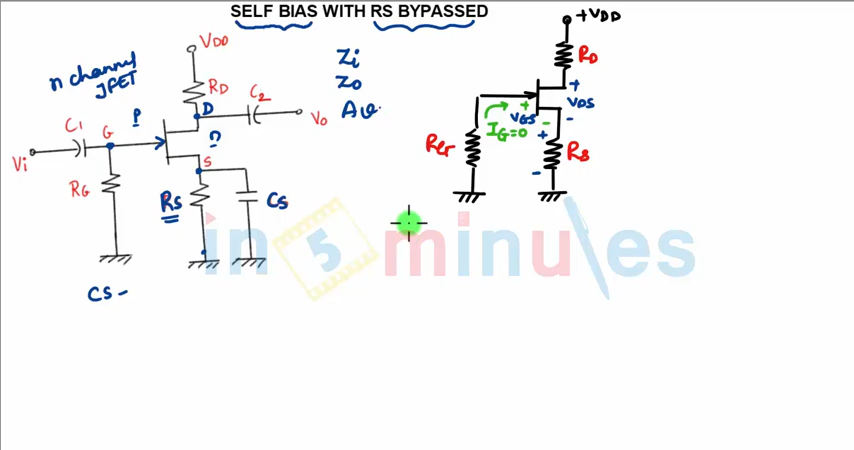 SELF BIAS WITH RS BYPASSED
n channel
JFET
VDD
RD
C2
Vo
D
P
n
C1
G
Vi
RG
S
RS
CS
CS -
Zi
Zo
Av.
+VDD
RD
+
VDS
-
+
VGS -
IG=0
+
RS
-
RG
in 5 minutes